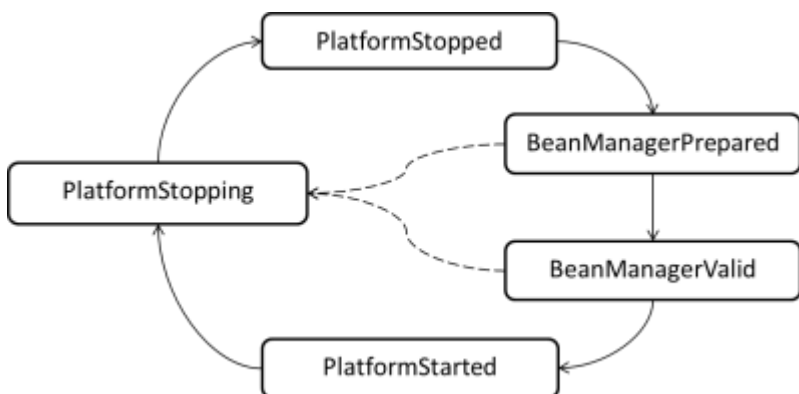 PlatformStopped
BeanManagerPrepared
PlatformStopping
BeanManagerValid
PlatformStarted